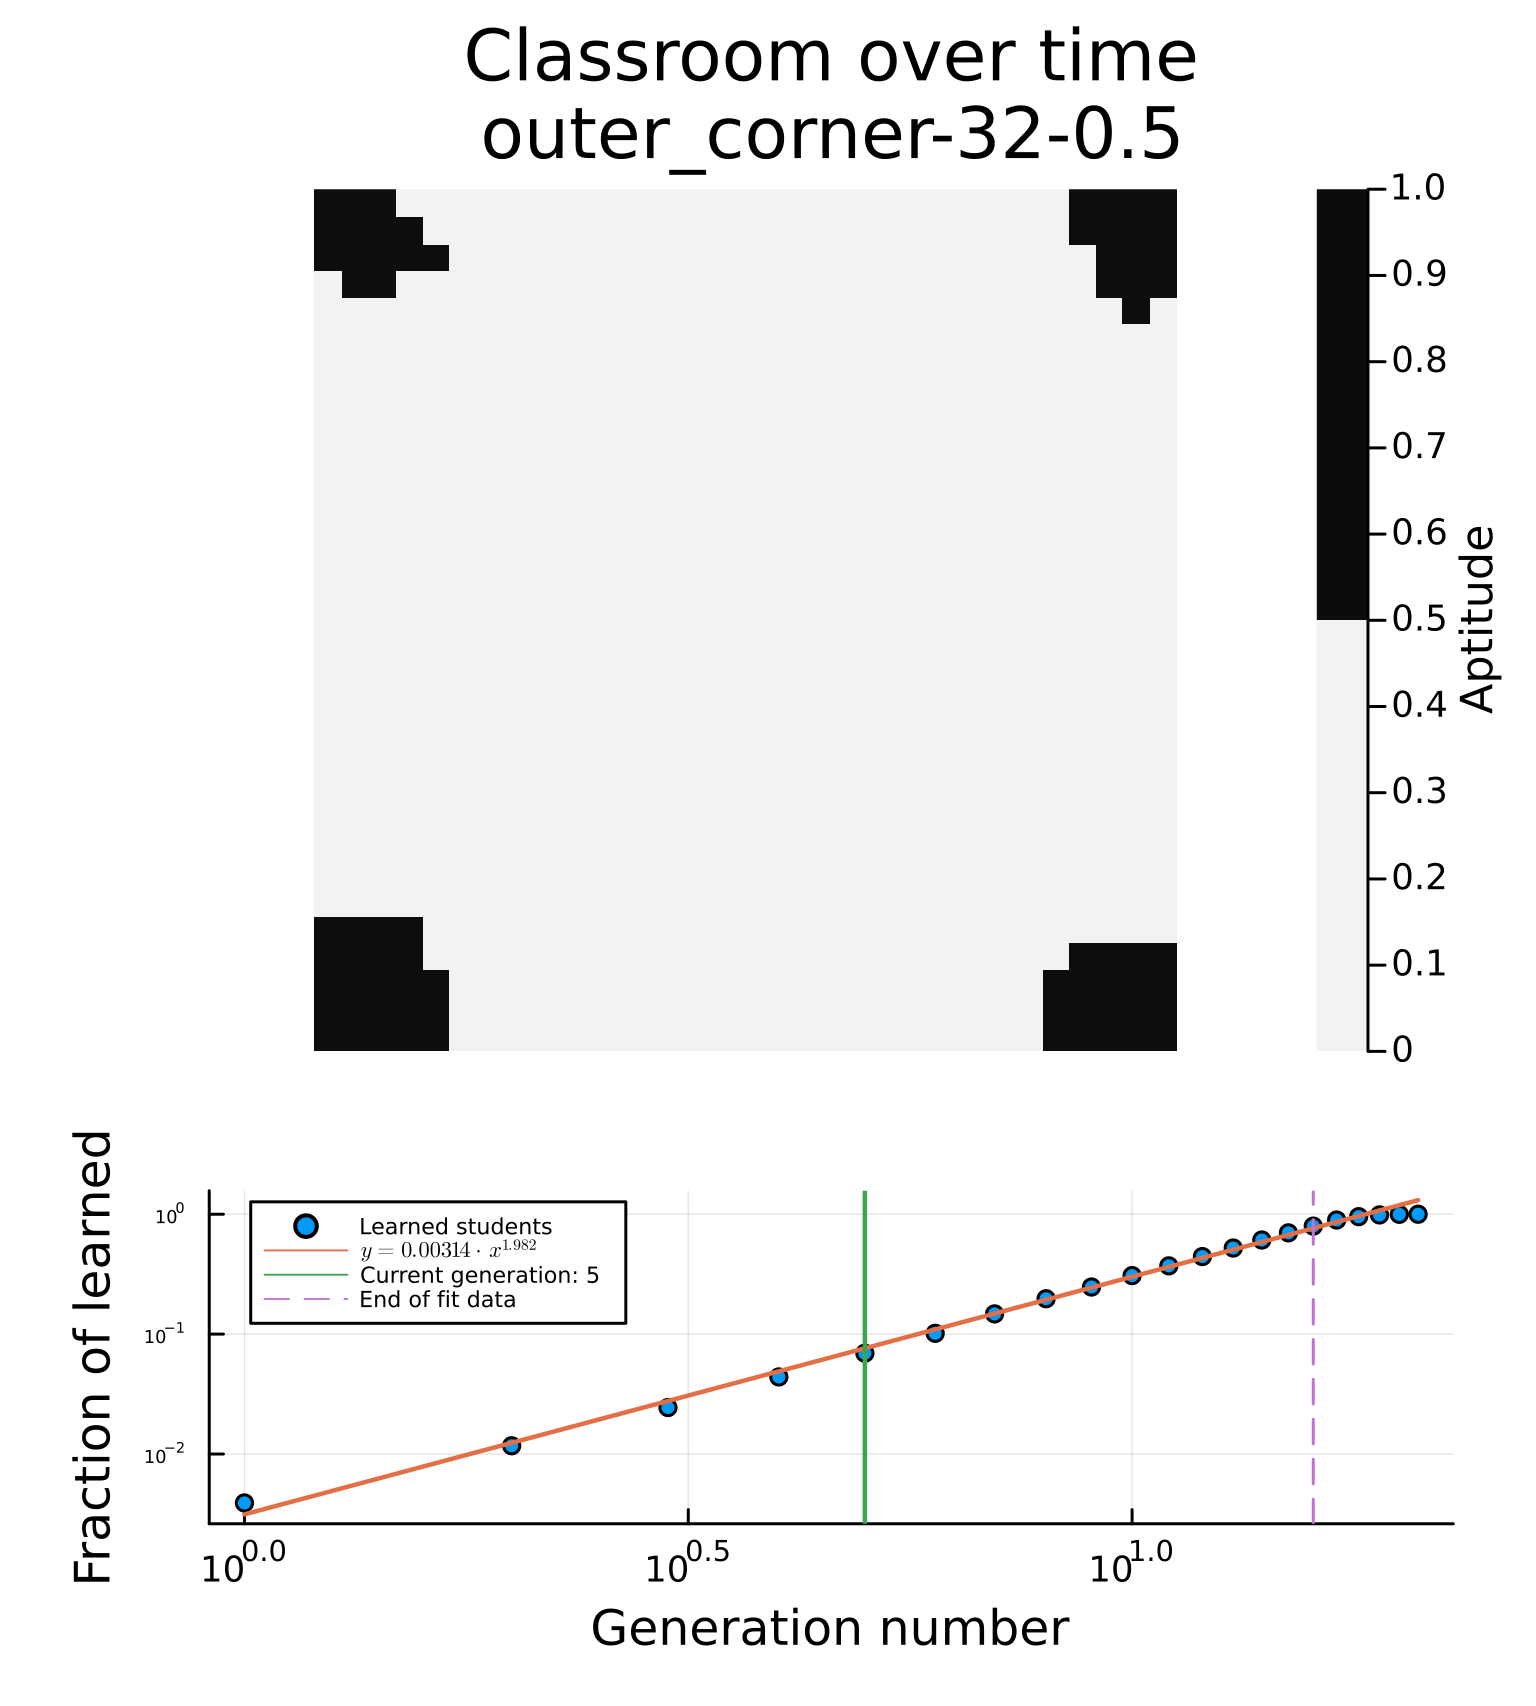 Classroom over time
outer_corner-32-0.5
1.0
0.9
0.8
0.7
0.6
0.5
0.4
0.3
0.2
0.1
0
Aptitude
Fraction of learned
10⁰
10⁻¹
10⁻²
Learned students
y = 0.00314 · x^1.982
Current generation: 5
End of fit data
10^0.0
10^0.5
10^1.0
Generation number